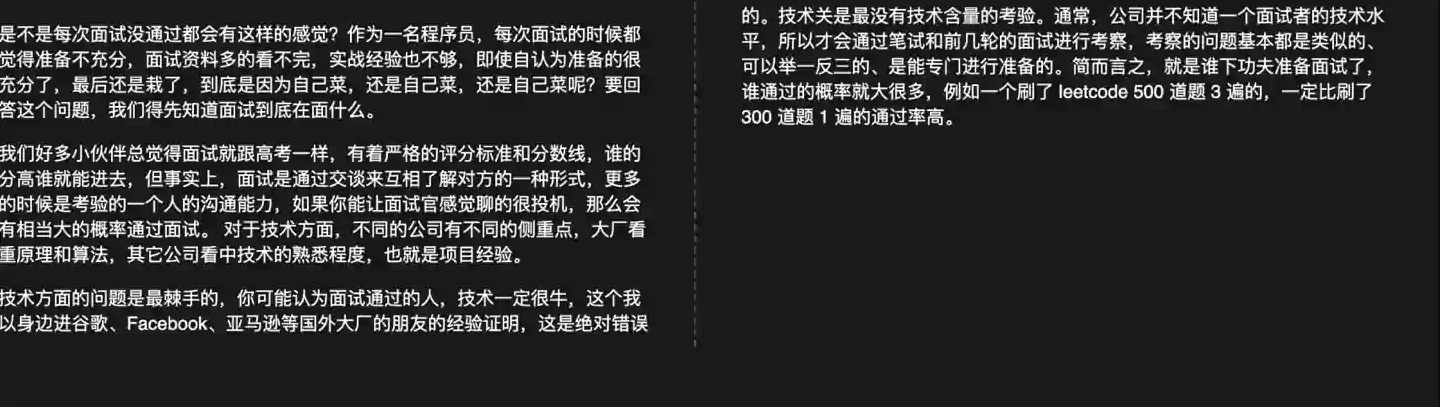 是不是每次面试没通过都会有这样的感觉？作为一名程序员，每次面试的时候都
觉得准备不充分，面试资料多的看不完，实战经验也不够，即使自认为准备的很
充分了，最后还是栽了，到底是因为自己菜，还是自己菜，还是自己菜呢？要回
答这个问题，我们得先知道面试到底在面什么。
我们好多小伙伴总觉得面试就跟高考一样，有着严格的评分标准和分数线，谁的
分高谁就能进去，但事实上，面试是通过交谈来互相了解对方的一种形式，更多
的时候是考验的一个人的沟通能力，如果你能让面试官感觉聊的很投机，那么会
有相当大的概率通过面试。 对于技术方面，不同的公司有不同的侧重点，大厂看
重原理和算法，其它公司看中技术的熟悉程度，也就是项目经验。
技术方面的问题是最棘手的，你可能认为面试通过的人，技术一定很牛，这个我
以身边进谷歌、Facebook、亚马逊等国外大厂的朋友的经验证明，这是绝对错误
的。技术关是最没有技术含量的考验。通常，公司并不知道一个面试者的技术水
平，所以才会通过笔试和前几轮的面试进行考察，考察的问题基本都是类似的、
可以举一反三的、是能专门进行准备的。简而言之，就是谁下功夫准备面试了，
谁通过的概率就大很多，例如一个刷了 leetcode 500 道题 3 遍的，一定比刷了
300 道题 1 遍的通过率高。